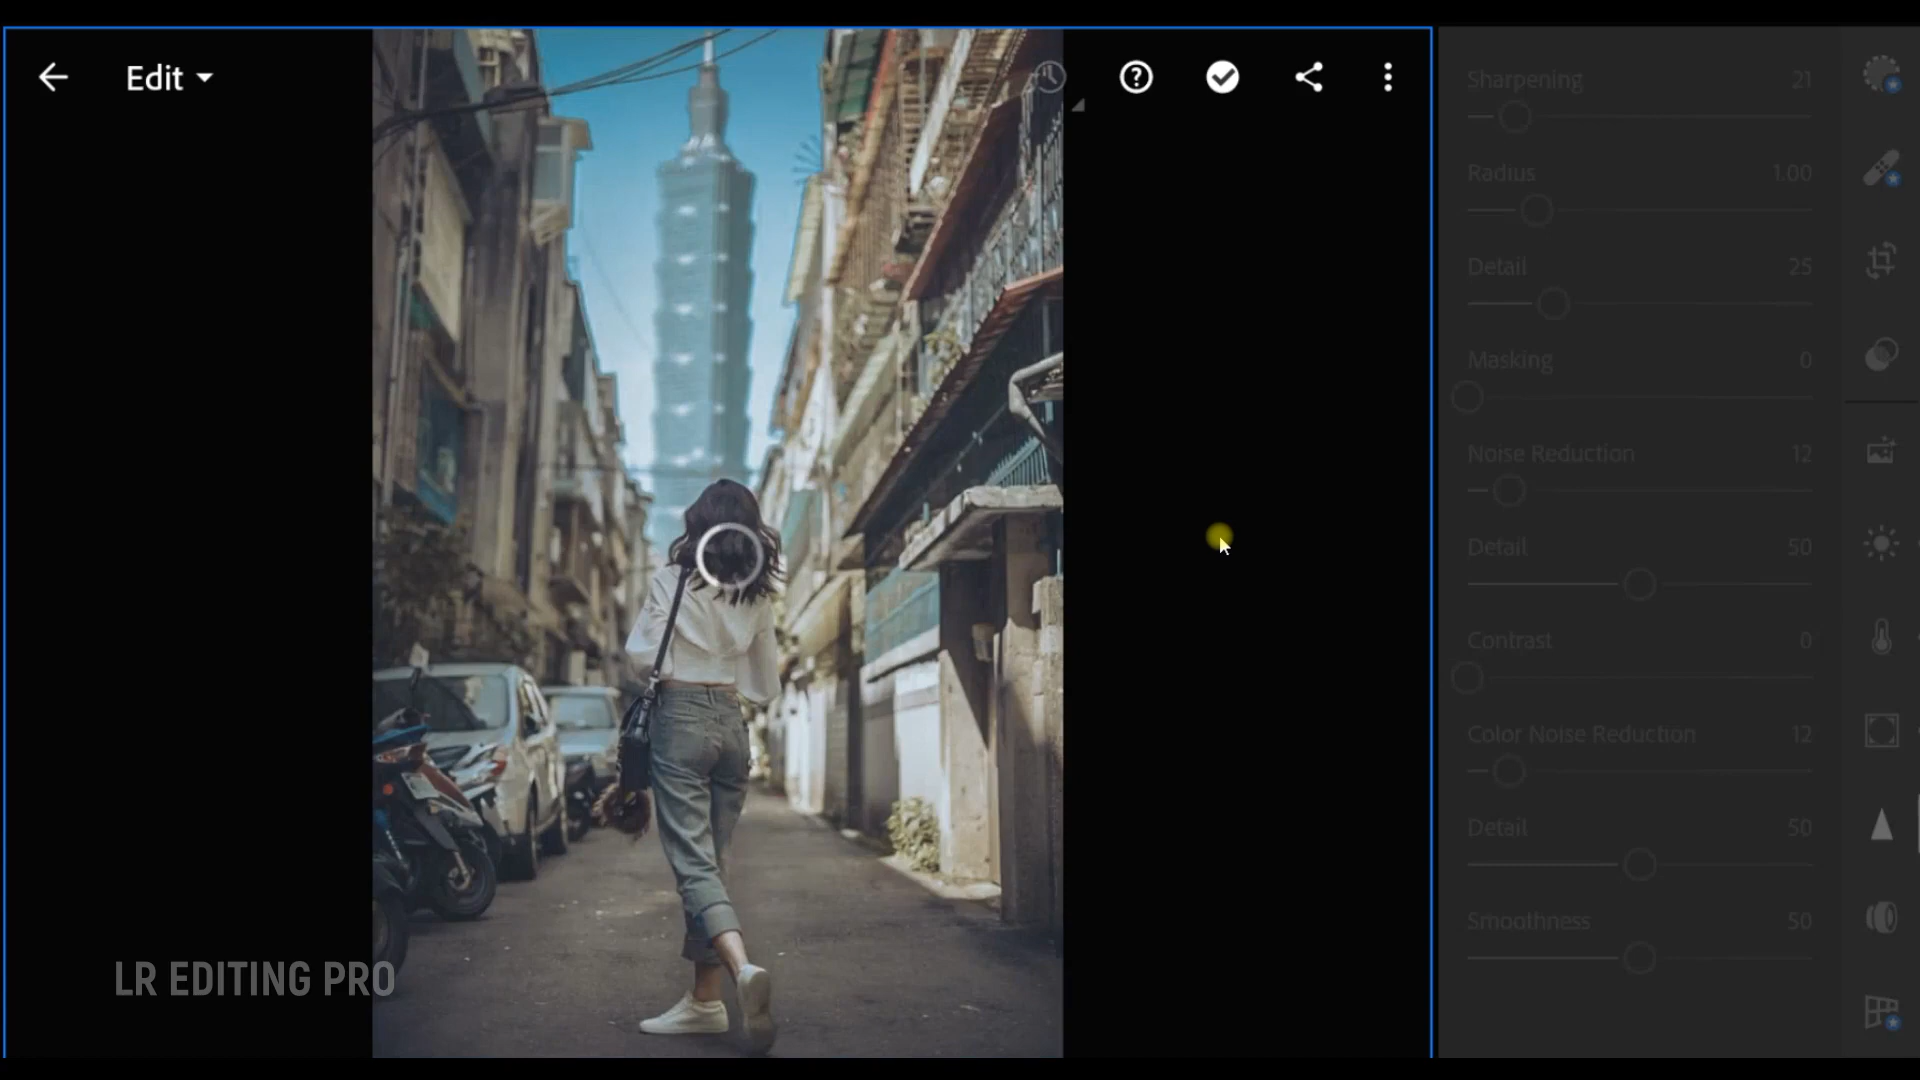 Edit
Sharpening 21
Radius 1.00
Detail 25
Masking 0
Noise Reduction 12
Detail 50
Contrast 0
Color Noise Reduction 12
Detail 50
Smoothness 50
LR EDITING PRO